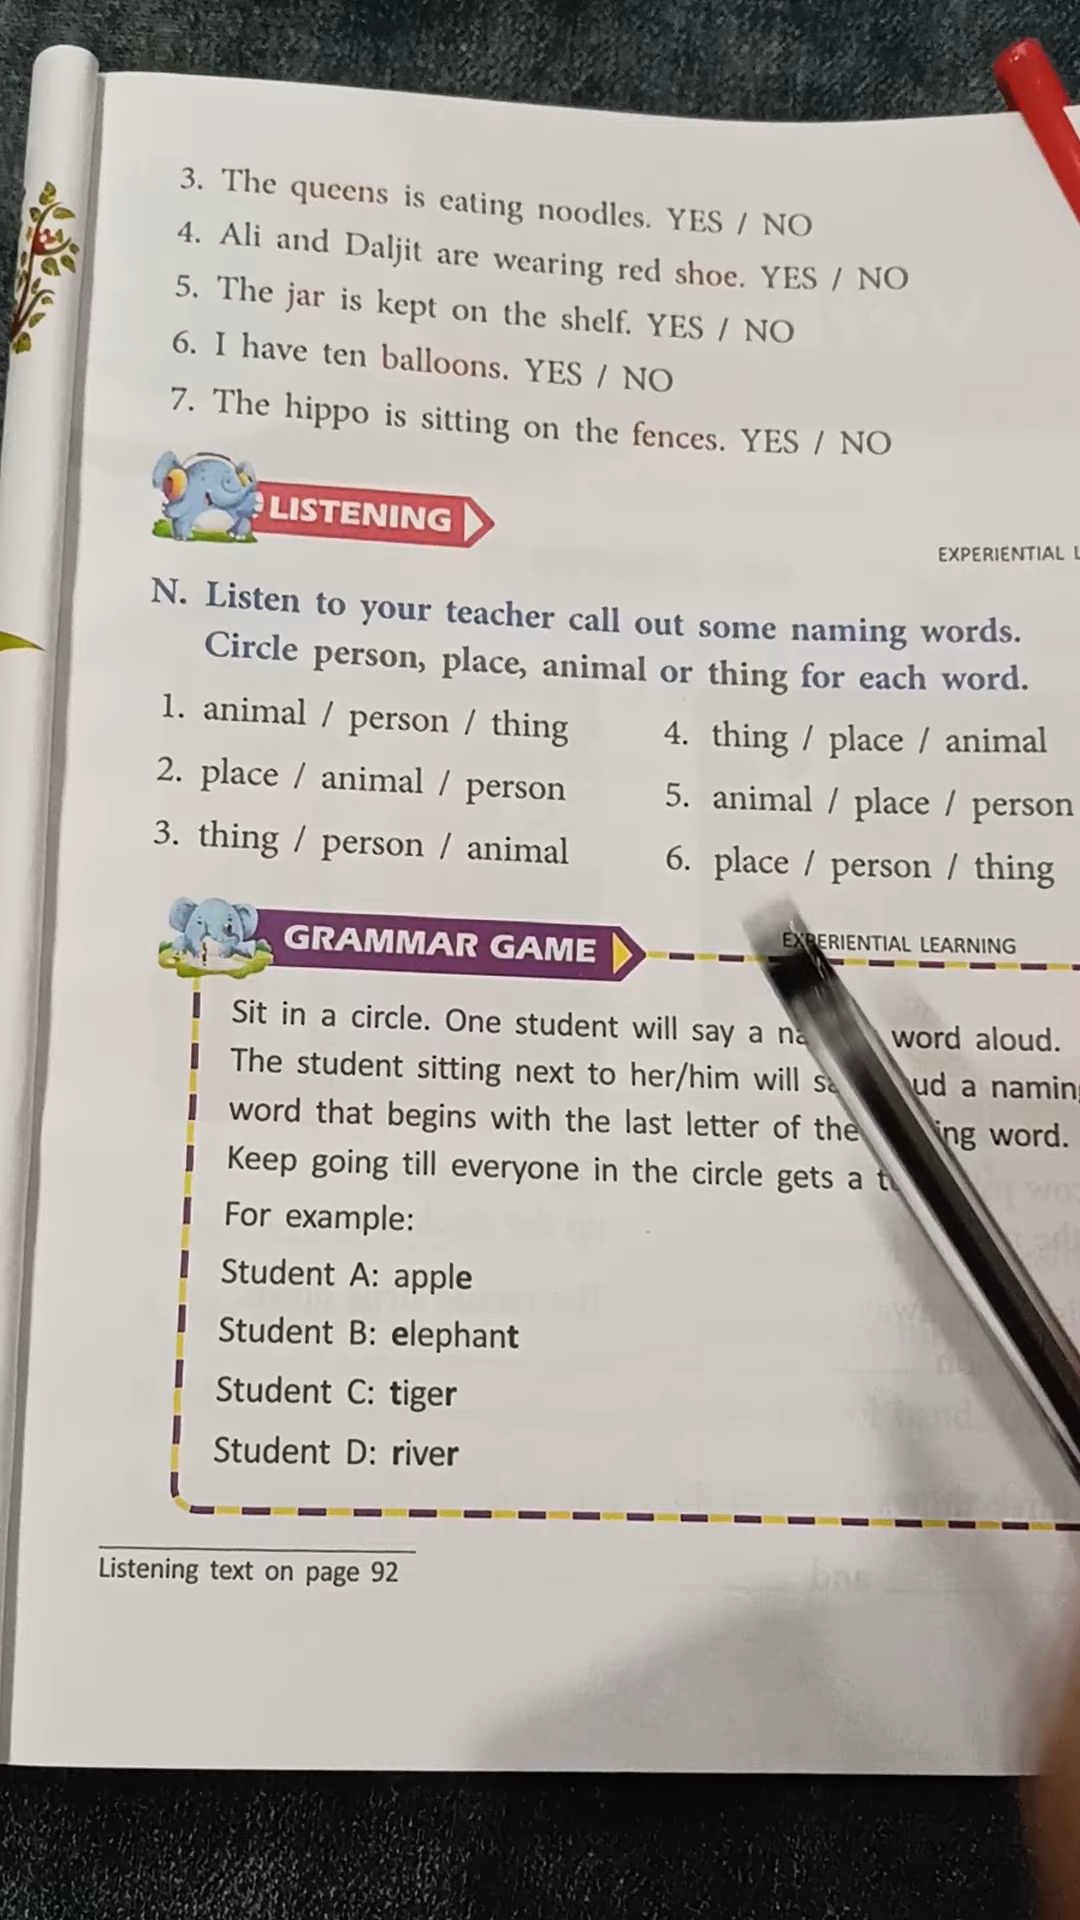 3. The queens is eating noodles. YES / NO
4. Ali and Daljit are wearing red shoe. YES / NO
5. The jar is kept on the shelf. YES / NO
6. I have ten balloons. YES / NO
7. The hippo is sitting on the fences. YES / NO
LISTENING
EXPERIENTIAL
N. Listen to your teacher call out some naming words.
Circle person, place, animal or thing for each word.
1. animal / person / thing
2. place / animal / person
3. thing / person / animal
4. thing / place / animal
5. animal / place / person
6. place / person / thing
GRAMMAR GAME
EXPERIENTIAL LEARNING
Sit in a circle. One student will say a word aloud.
The student sitting next to her/him will a naming
word that begins with the last letter of the word.
Keep going till everyone in the circle gets a
For example:
Student A: apple
Student B: elephant
Student C: tiger
Student D: river
Listening text on page 92